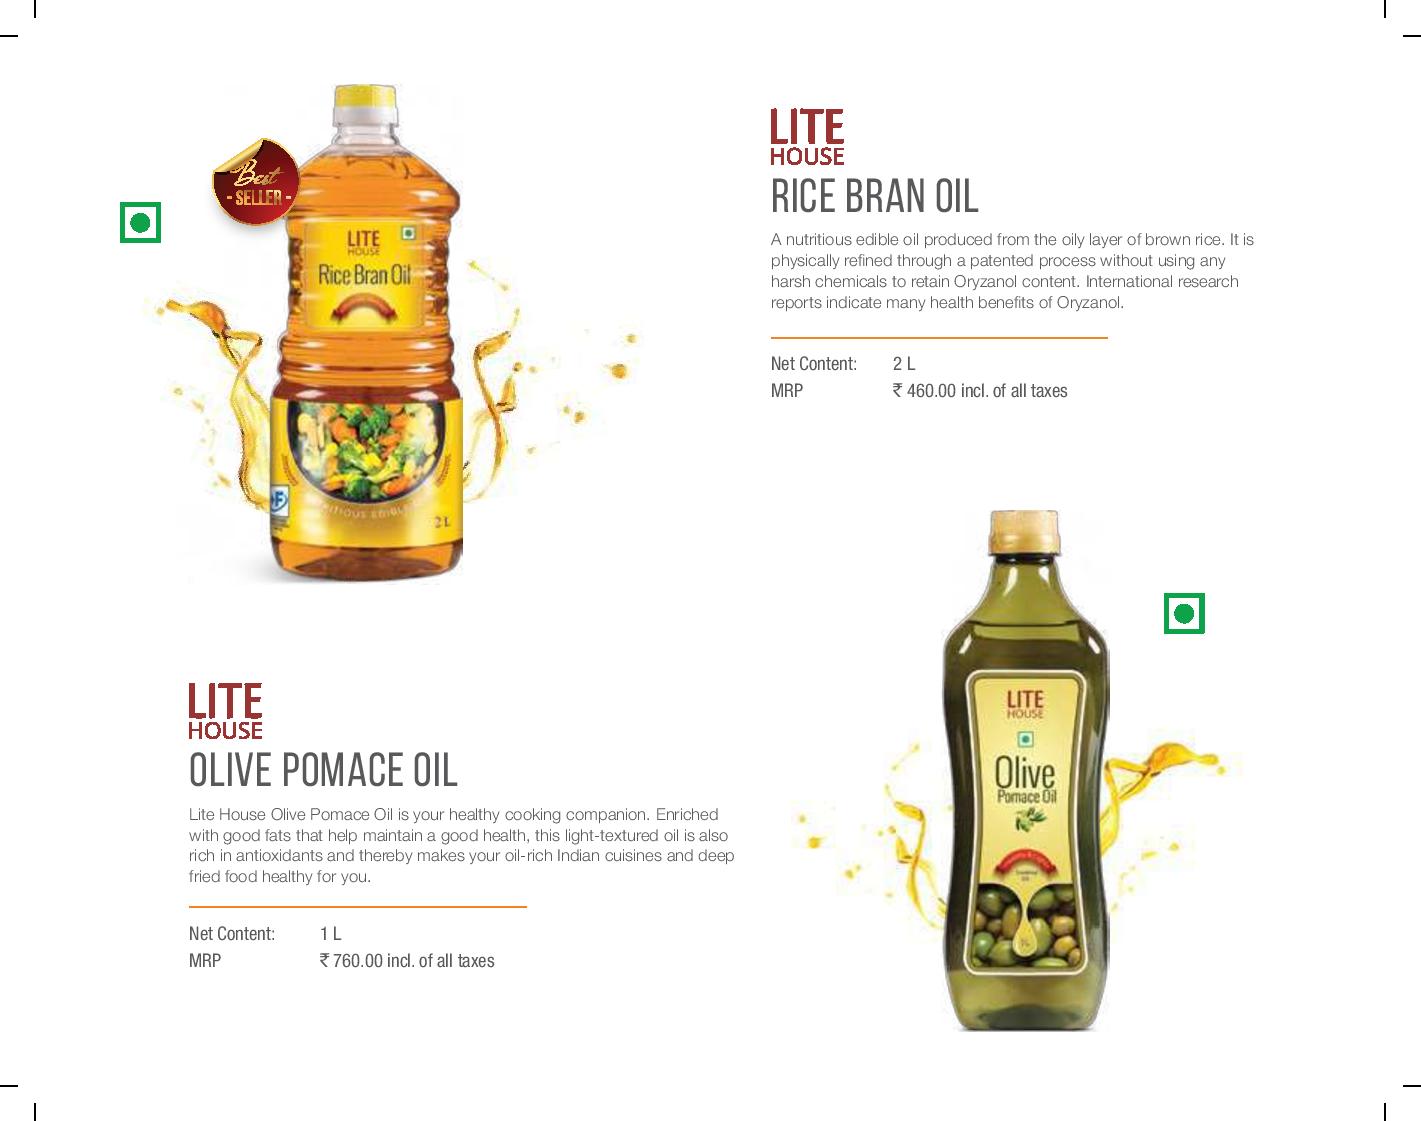 Best
- SELLER -
LITE
HOUSE
Rice Bran Oil
2 L
LITE
HOUSE
RICE BRAN OIL
A nutritious edible oil produced from the oily layer of brown rice. It is
physically refined through a patented process without using any
harsh chemicals to retain Oryzanol content. International research
reports indicate many health benefits of Oryzanol.
Net Content: 2 L
MRP ₹ 460.00 incl. of all taxes
LITE
HOUSE
OLIVE POMACE OIL
Lite House Olive Pomace Oil is your healthy cooking companion. Enriched
with good fats that help maintain a good health, this light-textured oil is also
rich in antioxidants and thereby makes your oil-rich Indian cuisines and deep
fried food healthy for you.
Net Content: 1 L
MRP ₹ 760.00 incl. of all taxes
LITE
HOUSE
Olive
Pomace Oil